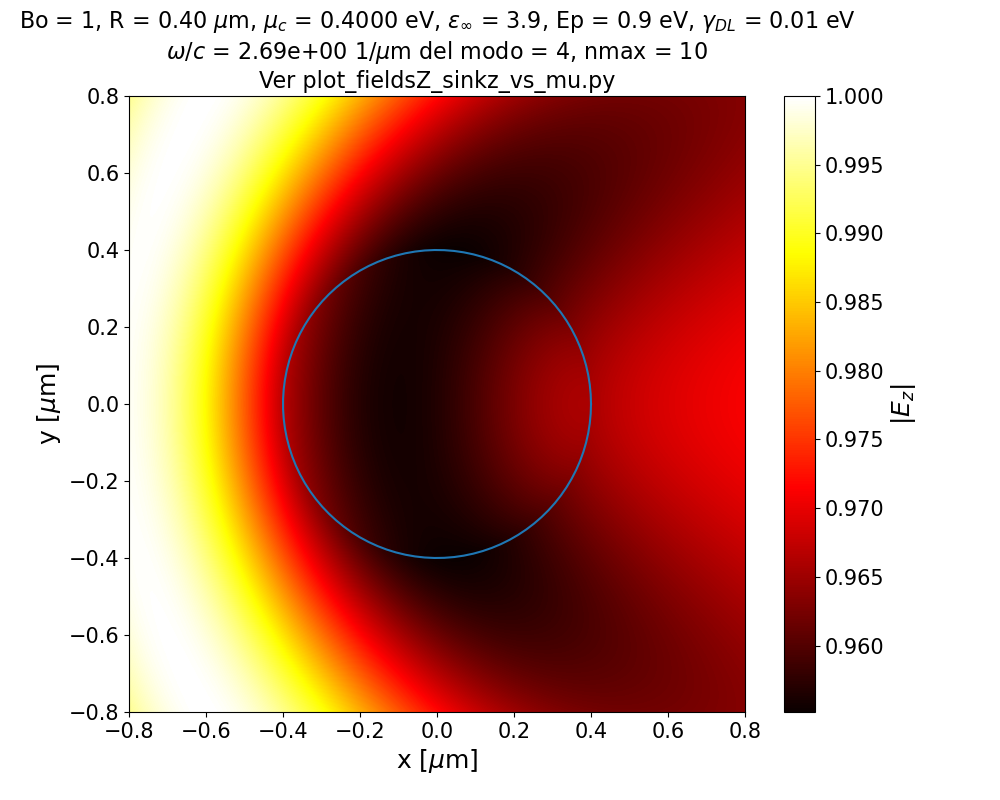 Bo = 1, R = 0.40 μm, μ_c = 0.4000 eV, ε_∞ = 3.9, Ep = 0.9 eV, γ_DL = 0.01 eV
ω/c = 2.69e+00 1/μm del modo = 4, nmax = 10
Ver plot_fieldsZ_sinkz_vs_mu.py
0.8
0.6
0.4
0.2
0.0
−0.2
−0.4
−0.6
−0.8
y [μm]
−0.8 −0.6 −0.4 −0.2 0.0 0.2 0.4 0.6 0.8
x [μm]
1.000
0.995
0.990
0.985
0.980
0.975
0.970
0.965
0.960
|E_z|